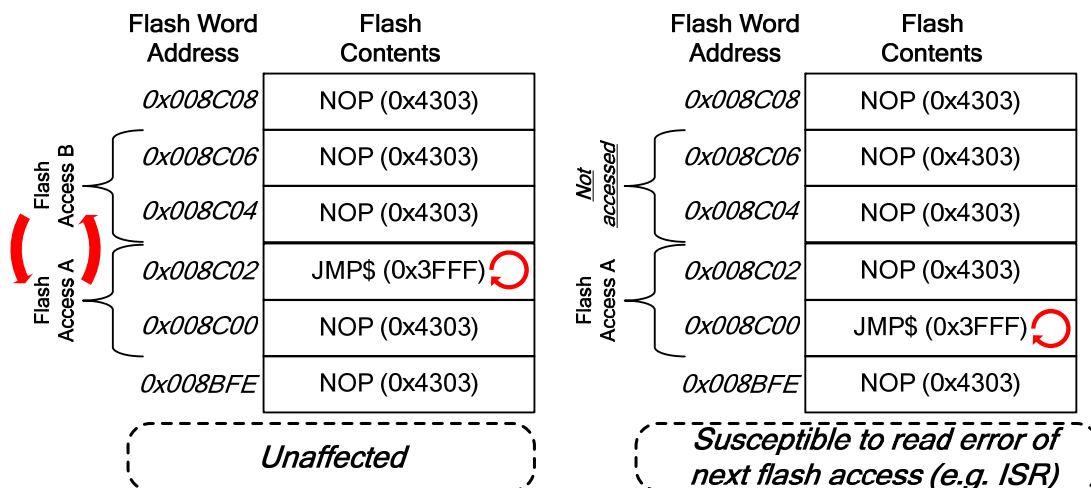 Flash Word Address
Flash Contents
0x008C08
NOP (0x4303)
0x008C06
NOP (0x4303)
0x008C04
NOP (0x4303)
0x008C02
JMP$ (0x3FFF)
0x008C00
NOP (0x4303)
0x008BFE
NOP (0x4303)
Flash
Access B
Flash
Access A
Unaffected
Flash Word Address
Flash Contents
0x008C08
NOP (0x4303)
0x008C06
NOP (0x4303)
0x008C04
NOP (0x4303)
0x008C02
NOP (0x4303)
0x008C00
JMP$ (0x3FFF)
0x008BFE
NOP (0x4303)
Not
accessed
Flash
Access A
Susceptible to read error of
next flash access (e.g. ISR)